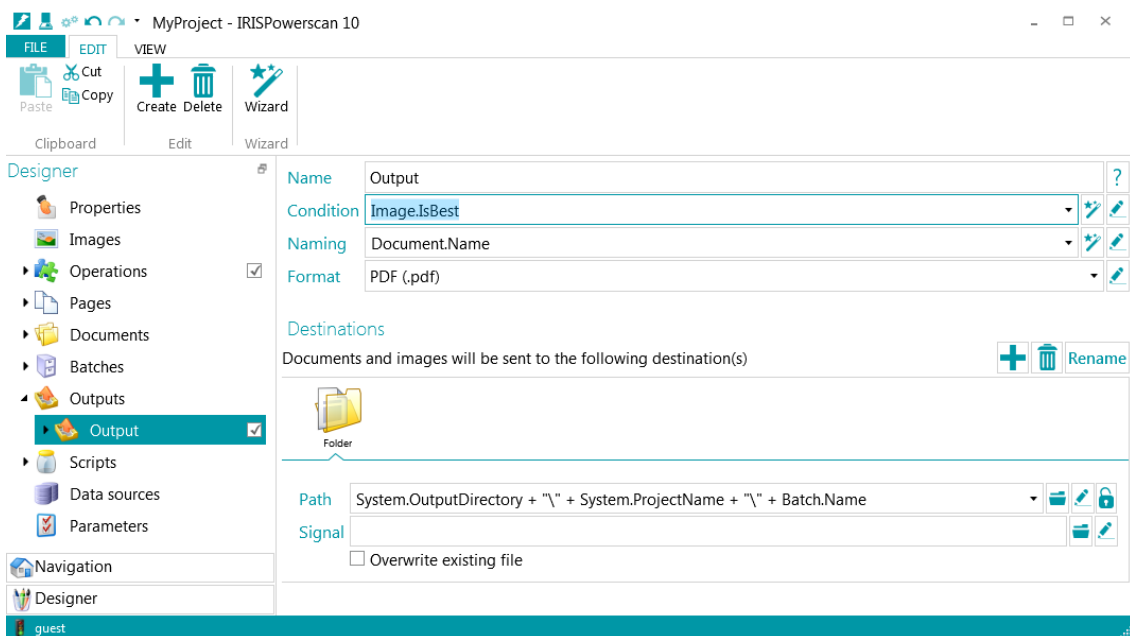 MyProject - IRISPowerscan 10
FILE EDIT VIEW
Paste
Cut
Copy
Create Delete
Wizard
Clipboard Edit Wizard
Designer
Properties
Images
Operations
Pages
Documents
Batches
Outputs
Output
Scripts
Data sources
Parameters
Navigation
Designer
guest
Name Output ?
Condition Image.IsBest
Naming Document.Name
Format PDF (.pdf)
Destinations
Documents and images will be sent to the following destination(s) Rename
Folder
Path System.OutputDirectory + "\" + System.ProjectName + "\" + Batch.Name
Signal
Overwrite existing file